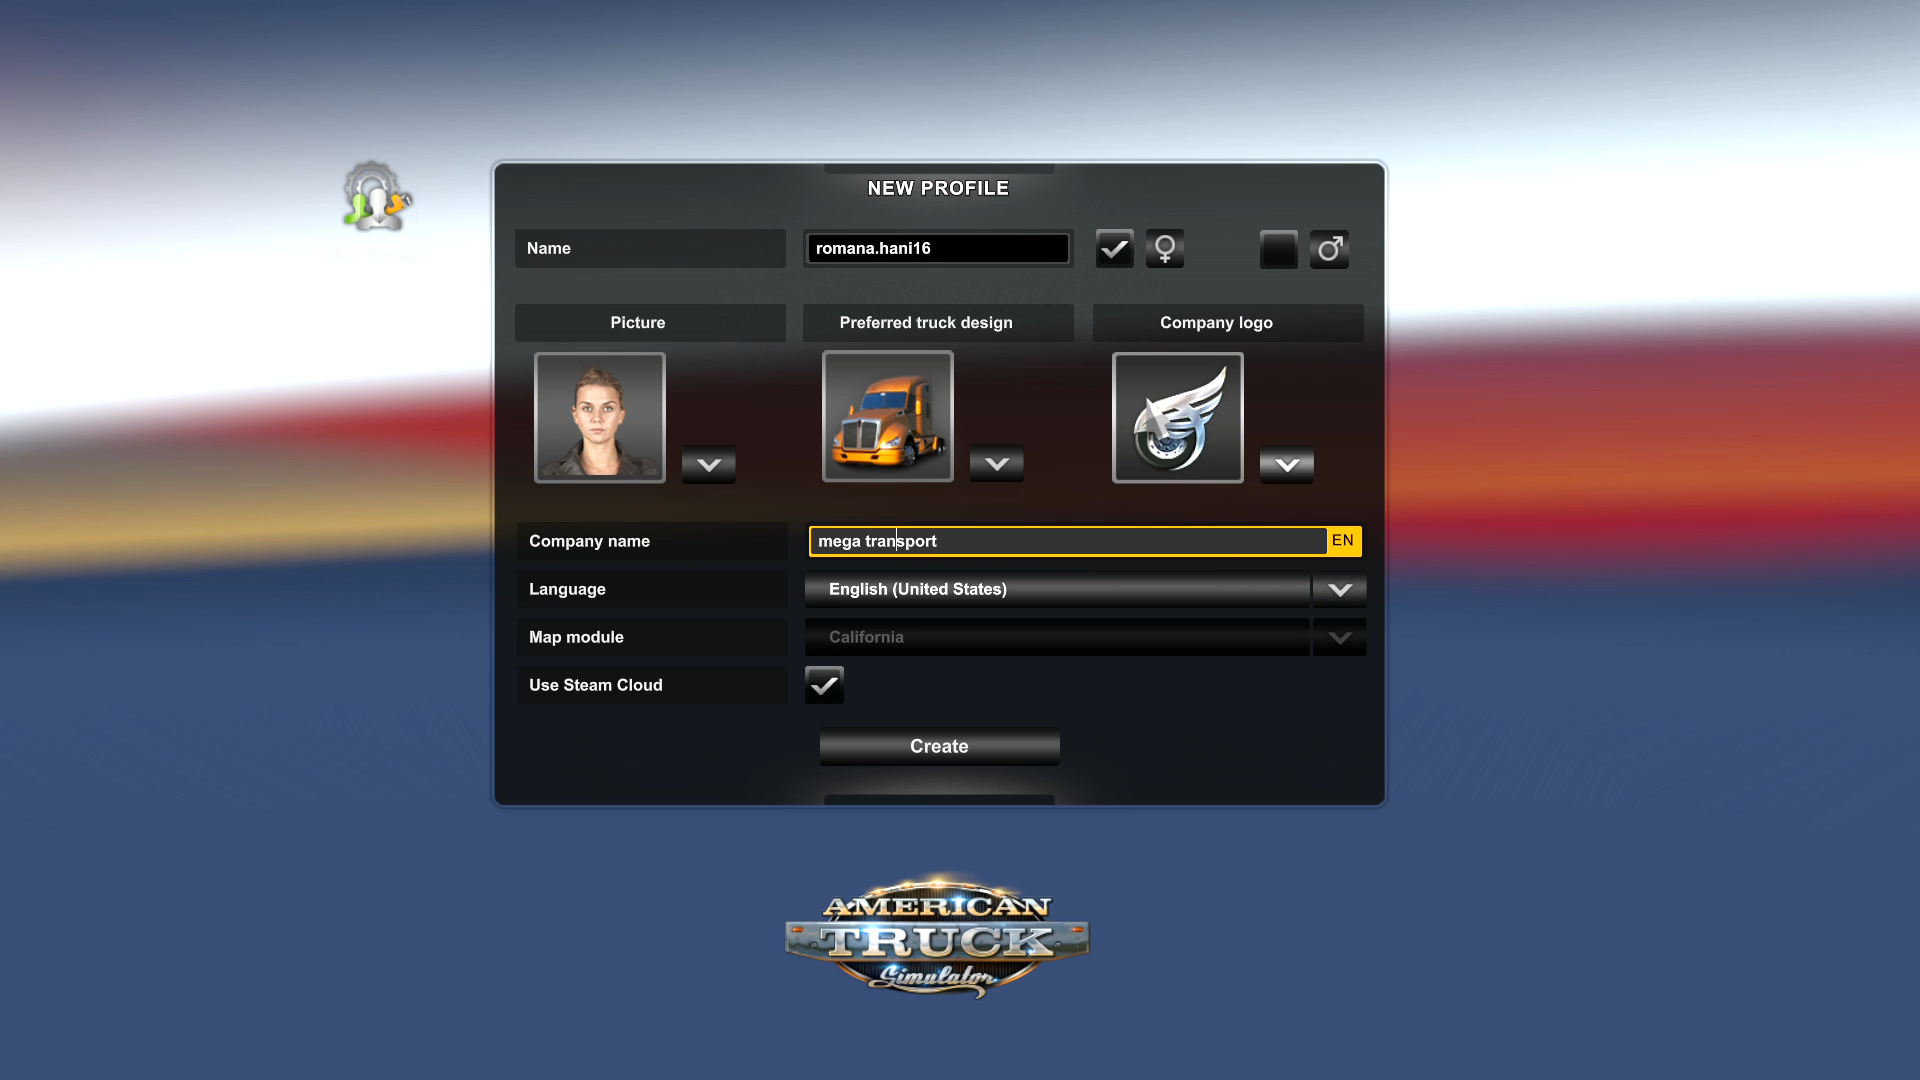 NEW PROFILE
Name
romana.hani16
Picture
Preferred truck design
Company logo
Company name
mega transport
EN
Language
English (United States)
Map module
California
Use Steam Cloud
Create
AMERICAN
TRUCK
Simulator